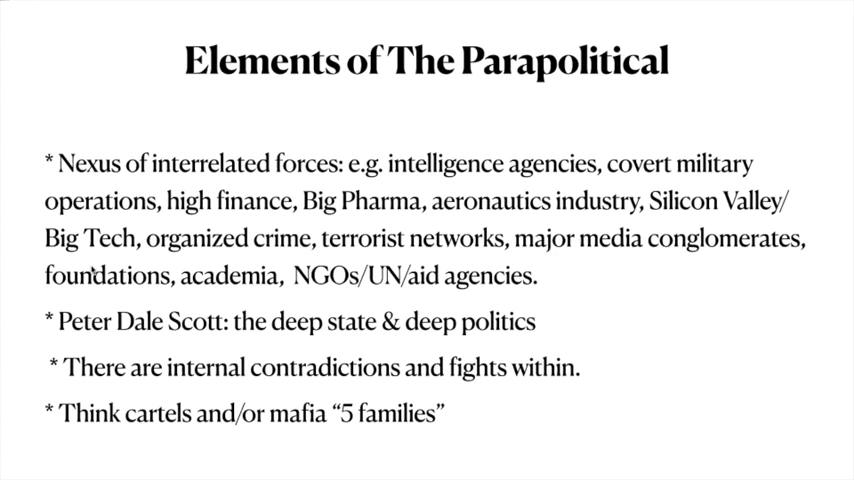 Elements of The Parapolitical
* Nexus of interrelated forces: e.g. intelligence agencies, covert military
operations, high finance, Big Pharma, aeronautics industry, Silicon Valley/
Big Tech, organized crime, terrorist networks, major media conglomerates,
foundations, academia, NGOs/UN/aid agencies.
* Peter Dale Scott: the deep state & deep politics
* There are internal contradictions and fights within.
* Think cartels and/or mafia “5 families”